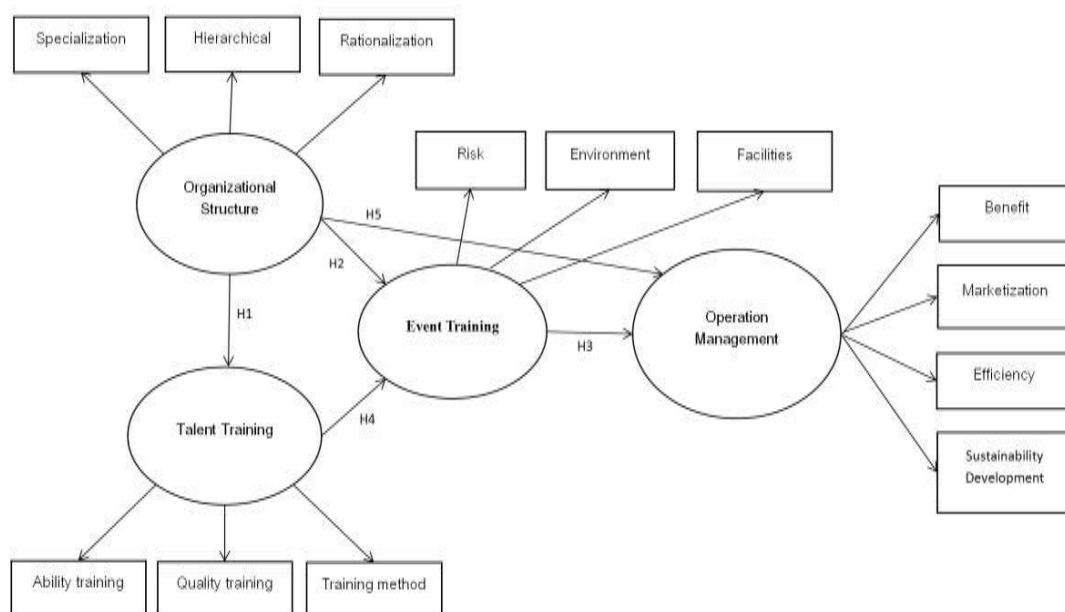 Specialization
Hierarchical
Rationalization
Risk
Environment
Facilities
Organizational
Structure
H5
Benefit
H2
Marketization
H1
Event Training
Operation
Management
H3
Efficiency
Talent Training
H4
Sustainability
Development
Ability training
Quality training
Training method